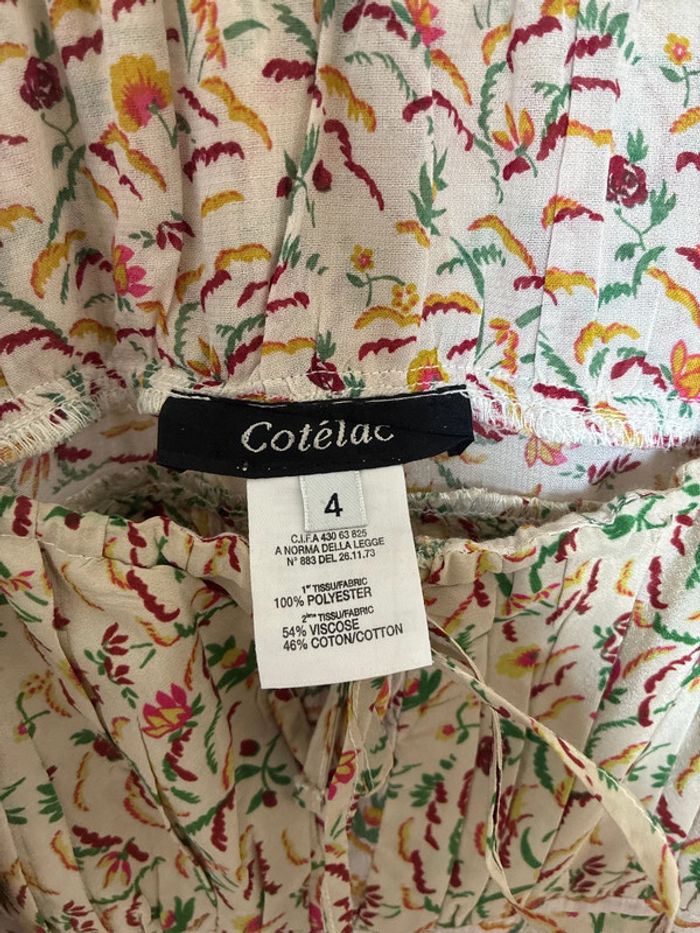 Cotélac
4
C.I.F.A 430 63 825
A NORMA DELLA LEGGE
N° 883 DEL 26.11.73
1er TISSU/FABRIC
100% POLYESTER
2ème TISSU/FABRIC
54% VISCOSE
46% COTON/COTTON